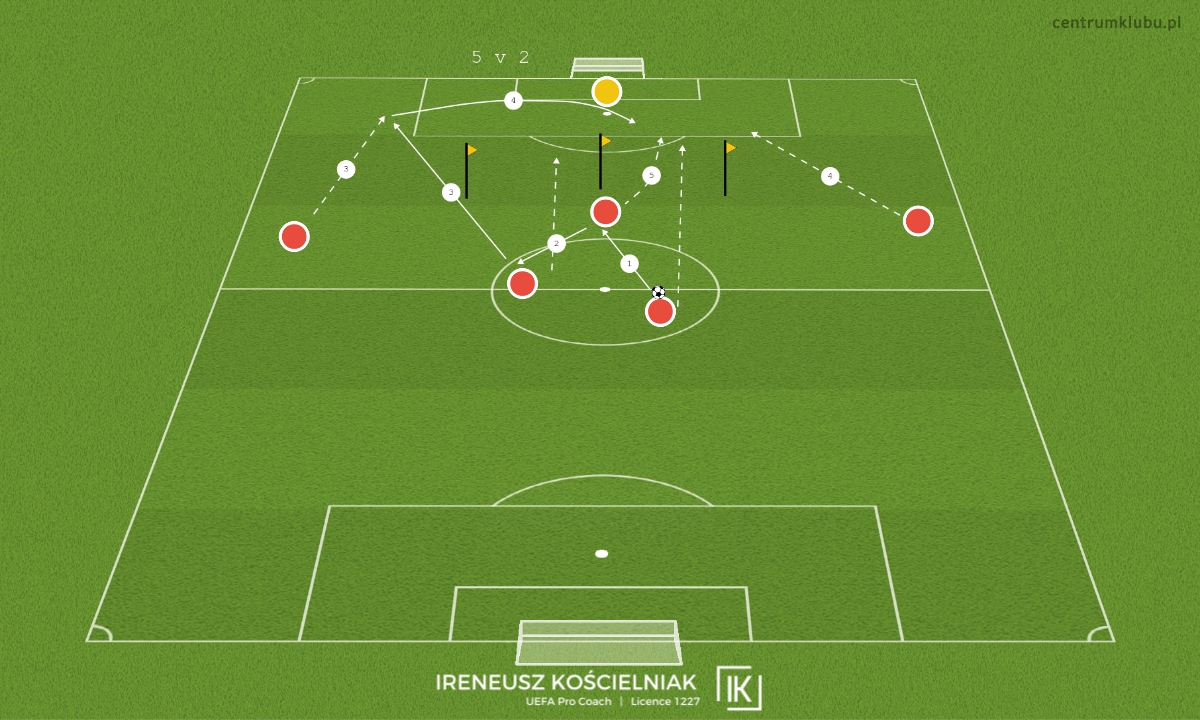 centrumklubu.pl
5 v 2
4
3
4
5
3
2
1
IRENEUSZ KOŚCIELNIAK
IK
UEFA Pro Coach | Licence 1227